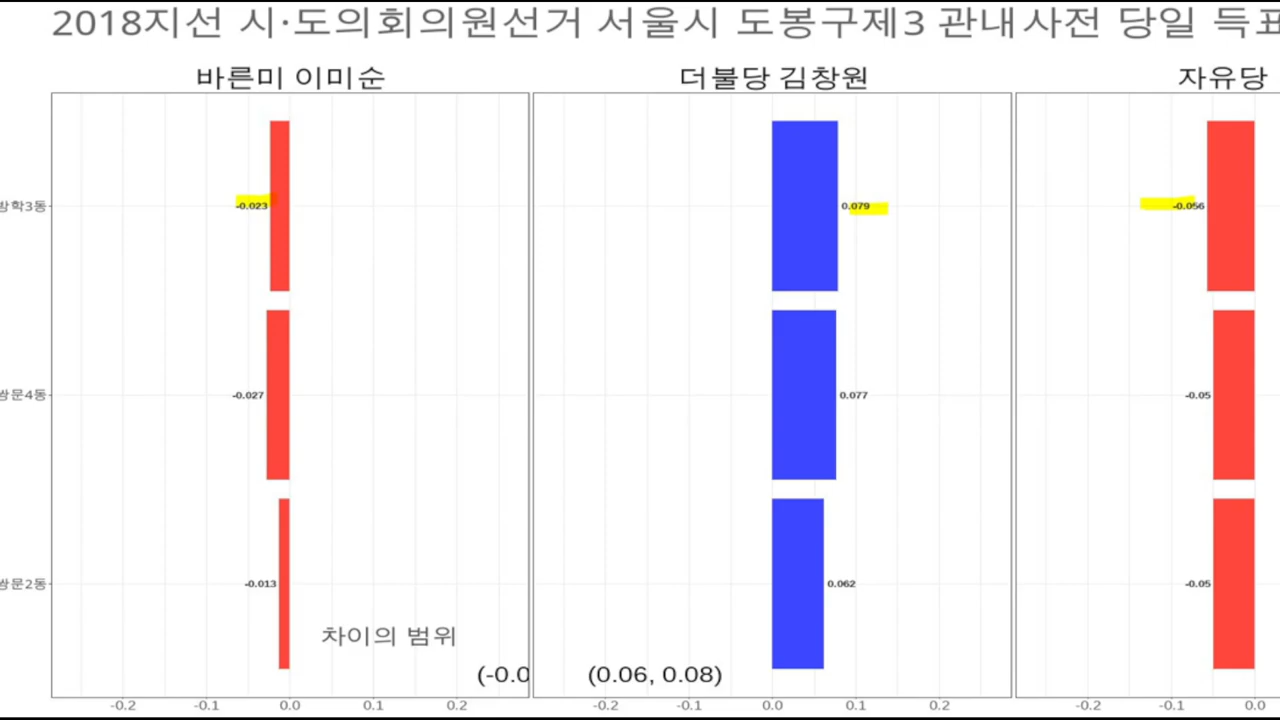 2018지선 시·도의회의원선거 서울시 도봉구제3 관내사전 당일 득표
바른미 이미순 더불당 김창원 자유당
방학3동 -0.023 0.079 -0.056
쌍문4동 -0.027 0.077 -0.05
쌍문2동 -0.013 0.062 -0.05
차이의 범위
(-0.0 (0.06, 0.08)
-0.2 -0.1 0.0 0.1 0.2 -0.2 -0.1 0.0 0.1 0.2 -0.2 -0.1 0.0